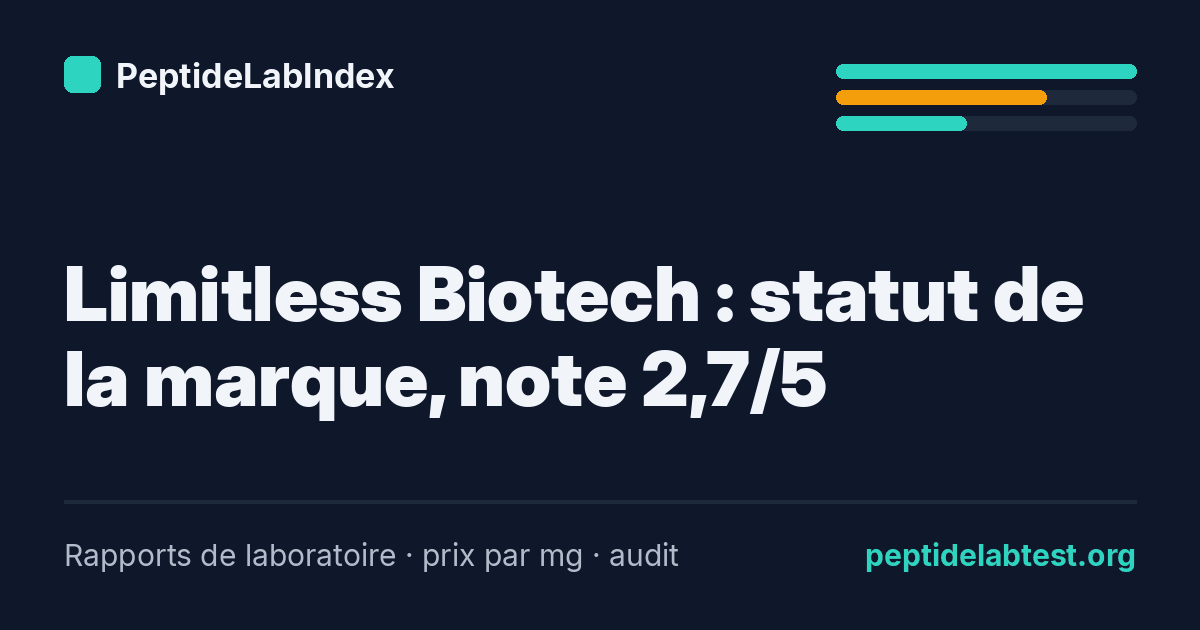 PeptideLabIndex
Limitless Biotech : statut de
la marque, note 2,7/5
Rapports de laboratoire · prix par mg · audit
peptidelabtest.org